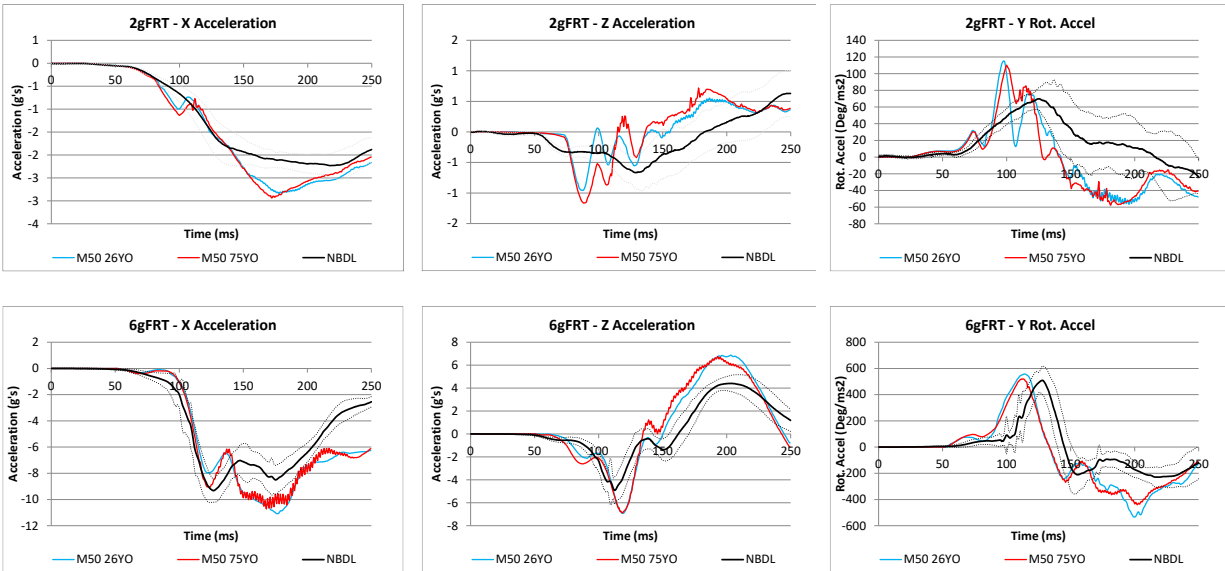 2gFRT - X Acceleration
1
0
-1
-1
-2
-2
-3
-3
-4
0 50 100 150 200 250
Acceleration (g's)
Time (ms)
M50 26YO M50 75YO NBDL
2gFRT - Z Acceleration
2
1
1
0
-1
-1
-2
0 50 100 150 200 250
Acceleration (g's)
Time (ms)
M50 26YO M50 75YO NBDL
2gFRT - Y Rot. Accel
140
120
100
80
60
40
20
0
-20
-40
-60
-80
0 50 100 150 200 250
Rot. Accel (Deg/ms2)
Time (ms)
M50 26YO M50 75YO NBDL
6gFRT - X Acceleration
2
0
-2
-4
-6
-8
-10
-12
0 50 100 150 200 250
Acceleration (g's)
Time (ms)
M50 26YO M50 75YO NBDL
6gFRT - Z Acceleration
8
6
4
2
0
-2
-4
-6
-8
0 50 100 150 200 250
Acceleration (g's)
Time (ms)
M50 26YO M50 75YO NBDL
6gFRT - Y Rot. Accel
800
600
400
200
0
-200
-400
-600
0 50 100 150 200 250
Rot. Accel (Deg/ms2)
Time (ms)
M50 26YO M50 75YO NBDL